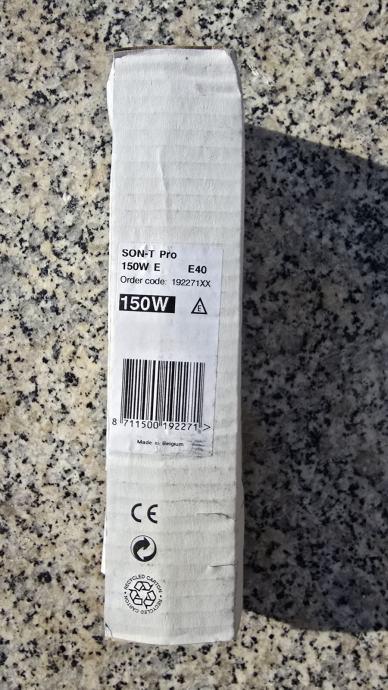 SON-T Pro
150W E E40
Order code: 192271XX
150W E
8 711500 192271 >
Made in Belgium
CE
RECYCLED CARTON